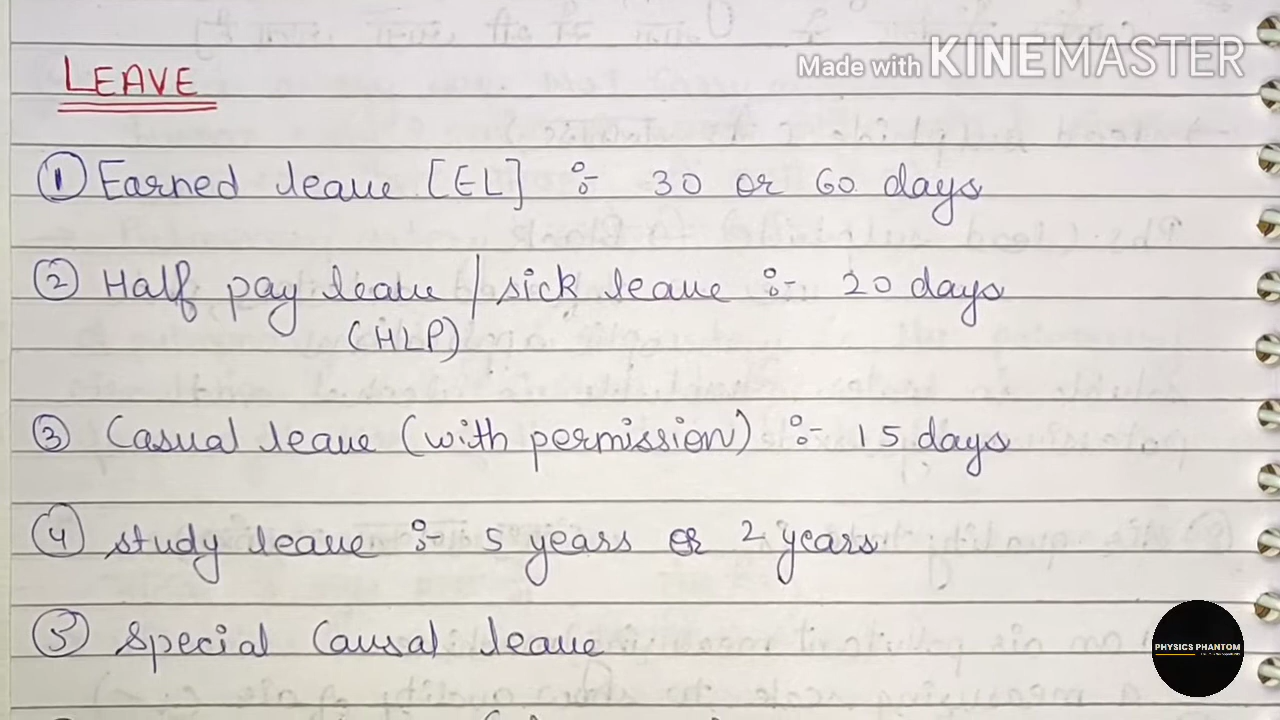 Made with KINEMASTER
LEAVE
① Earned leave [EL] :- 30 or 60 days
② Half pay leave / sick leave :- 20 days
(HLP)
③ Casual leave (with permission) :- 15 days
④ study leave :- 5 years or 2 years
⑤ special Causal leave
PHYSICS PHANTOM